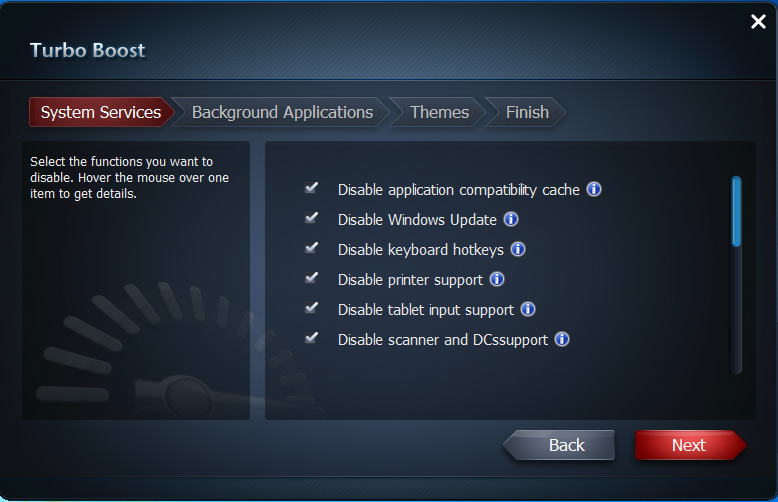 Turbo Boost
System Services
Background Applications
Themes
Finish
Select the functions you want to
disable. Hover the mouse over one
item to get details.
Disable application compatibility cache
Disable Windows Update
Disable keyboard hotkeys
Disable printer support
Disable tablet input support
Disable scanner and DCssupport
Back
Next